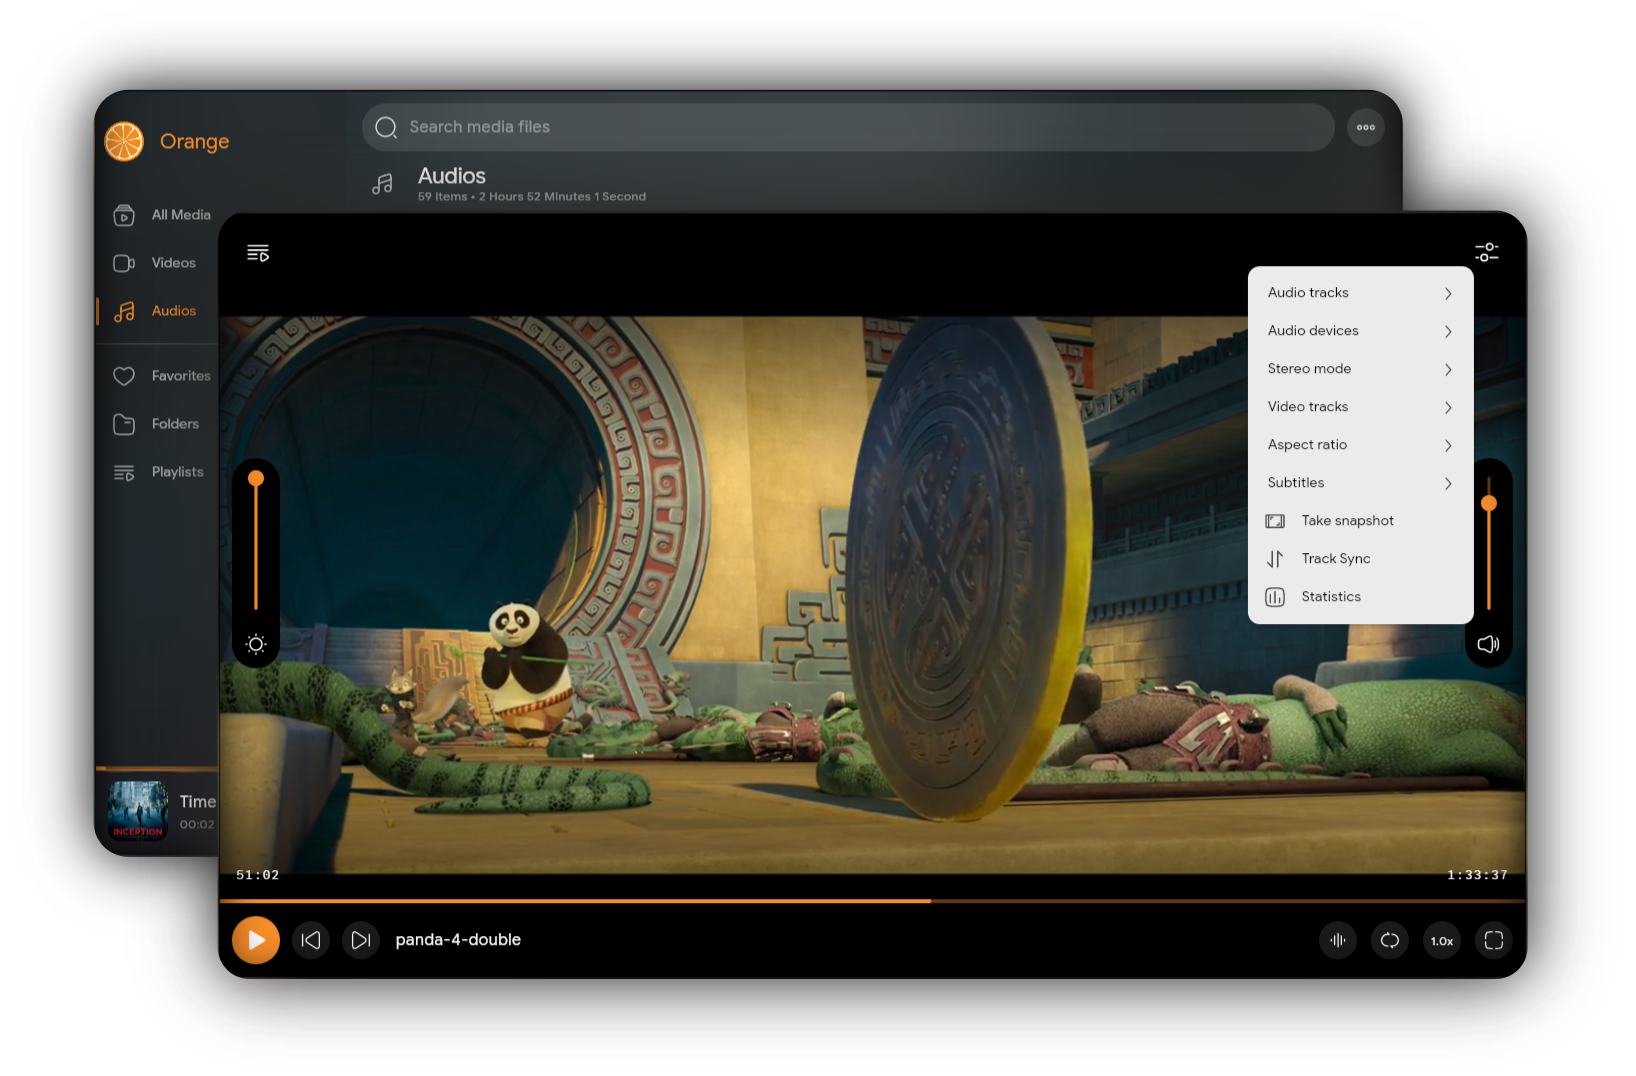 Orange
Search media files
Audios
59 Items • 2 Hours 52 Minutes 1 Second
All Media
Videos
Audios
Favorites
Folders
Playlists
INCEPTION
Time
00:02
Audio tracks
Audio devices
Stereo mode
Video tracks
Aspect ratio
Subtitles
Take snapshot
Track Sync
Statistics
51:02
1:33:37
panda-4-double
1.0x